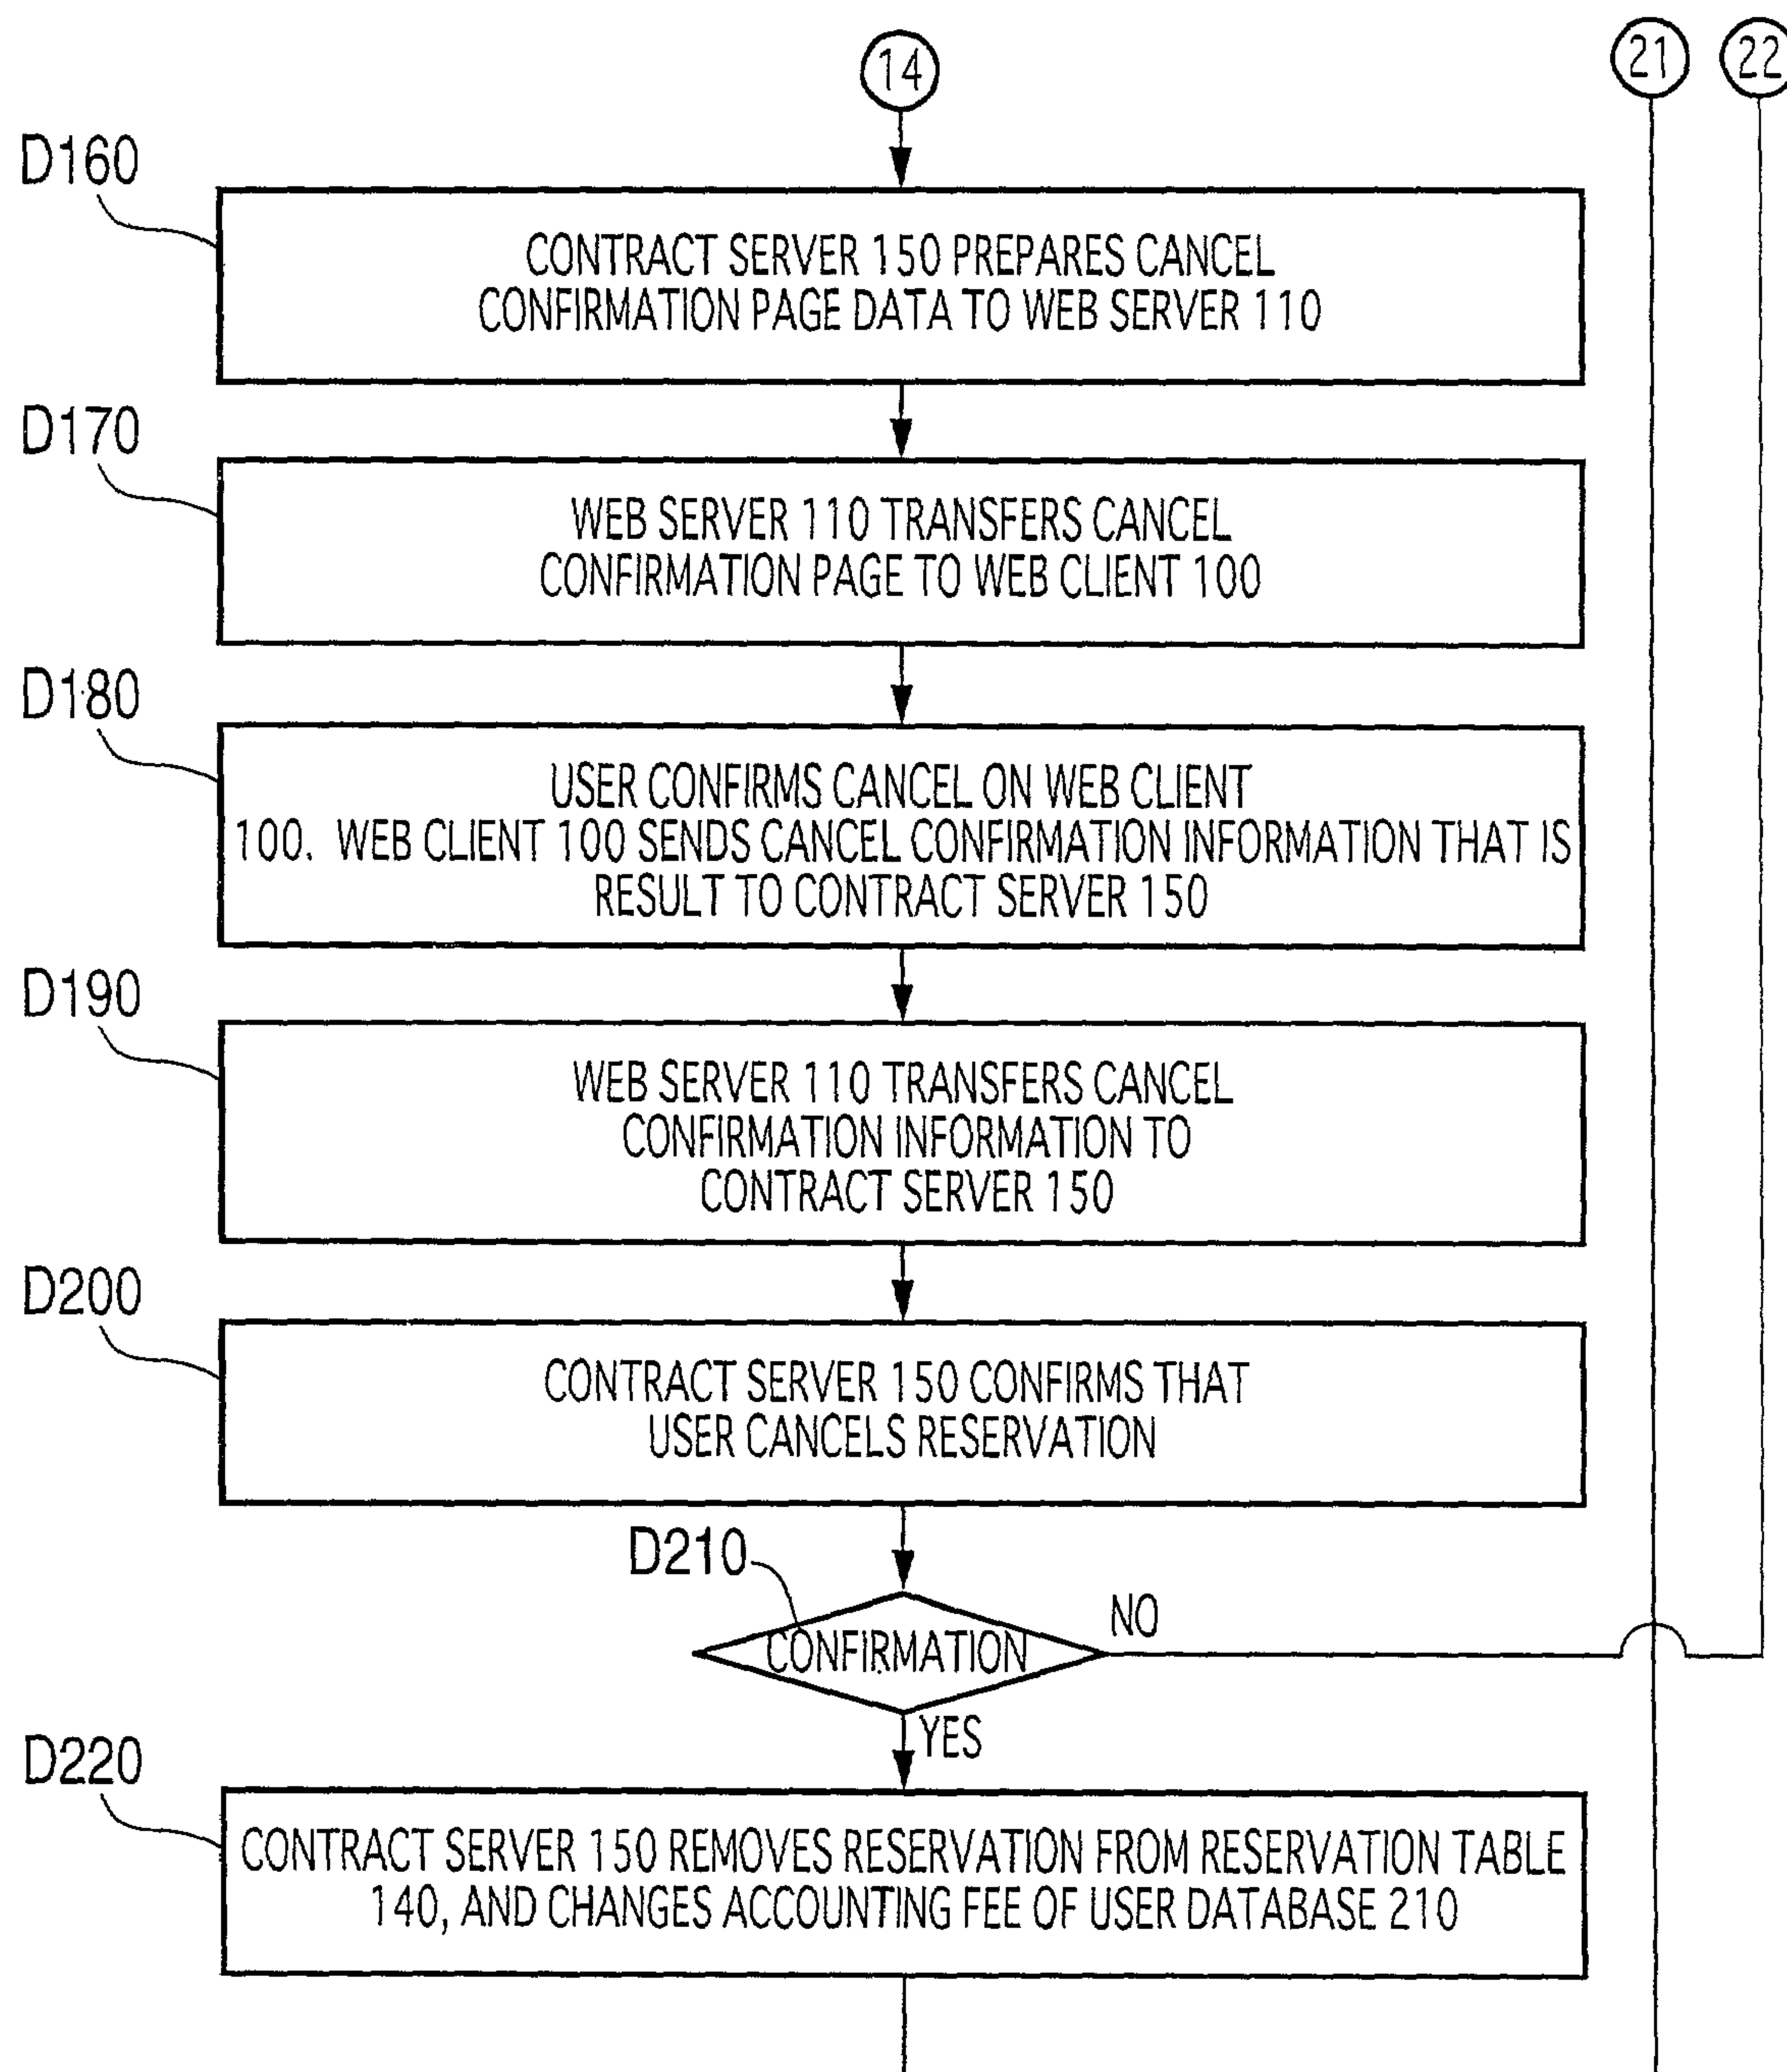 14
21
22
D160
CONTRACT SERVER 150 PREPARES CANCEL
CONFIRMATION PAGE DATA TO WEB SERVER 110
D170
WEB SERVER 110 TRANSFERS CANCEL
CONFIRMATION PAGE TO WEB CLIENT 100
D180
USER CONFIRMS CANCEL ON WEB CLIENT
100. WEB CLIENT 100 SENDS CANCEL CONFIRMATION INFORMATION THAT IS
RESULT TO CONTRACT SERVER 150
D190
WEB SERVER 110 TRANSFERS CANCEL
CONFIRMATION INFORMATION TO
CONTRACT SERVER 150
D200
CONTRACT SERVER 150 CONFIRMS THAT
USER CANCELS RESERVATION
D210
CONFIRMATION
NO
YES
D220
CONTRACT SERVER 150 REMOVES RESERVATION FROM RESERVATION TABLE
140, AND CHANGES ACCOUNTING FEE OF USER DATABASE 210